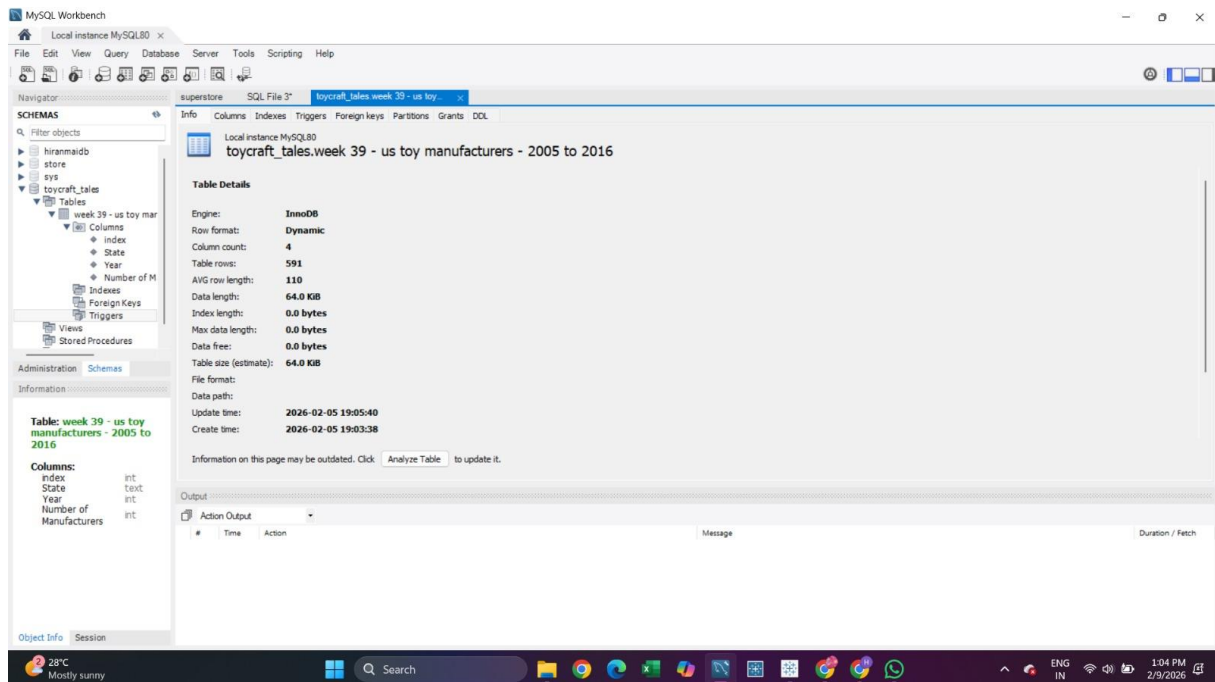 MySQL Workbench
Local instance MySQL80 ×
File Edit View Query Database Server Tools Scripting Help
Navigator
SCHEMAS
Filter objects
hiranmaidb
store
sys
toycraft_tales
Tables
week 39 - us toy mar
Columns
index
State
Year
Number of M
Indexes
Foreign Keys
Triggers
Views
Stored Procedures
Administration Schemas
Information
Table: week 39 - us toy
manufacturers - 2005 to
2016
Columns:
index int
State text
Year int
Number of
Manufacturers int
Object Info Session
superstore SQL File 3* toycraft_tales.week 39 - us toy... ×
Info Columns Indexes Triggers Foreign keys Partitions Grants DDL
Local instance MySQL80
toycraft_tales.week 39 - us toy manufacturers - 2005 to 2016
Table Details
Engine: InnoDB
Row format: Dynamic
Column count: 4
Table rows: 591
AVG row length: 110
Data length: 64.0 KiB
Index length: 0.0 bytes
Max data length: 0.0 bytes
Data free: 0.0 bytes
Table size (estimate): 64.0 KiB
File format:
Data path:
Update time: 2026-02-05 19:05:40
Create time: 2026-02-05 19:03:38
Information on this page may be outdated. Click Analyze Table to update it.
Output
Action Output
# Time Action Message Duration / Fetch
2
28°C
Mostly sunny
Search
ENG
IN
1:04 PM
2/9/2026